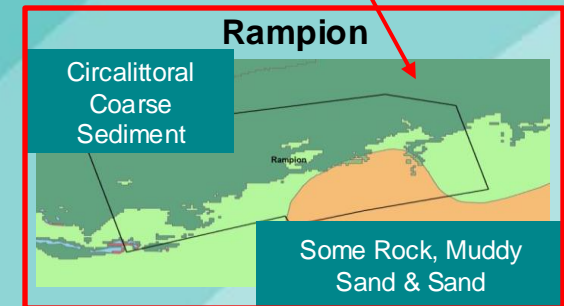 Rampion
Circalittoral
Coarse
Sediment
Rampion
Some Rock, Muddy
Sand & Sand